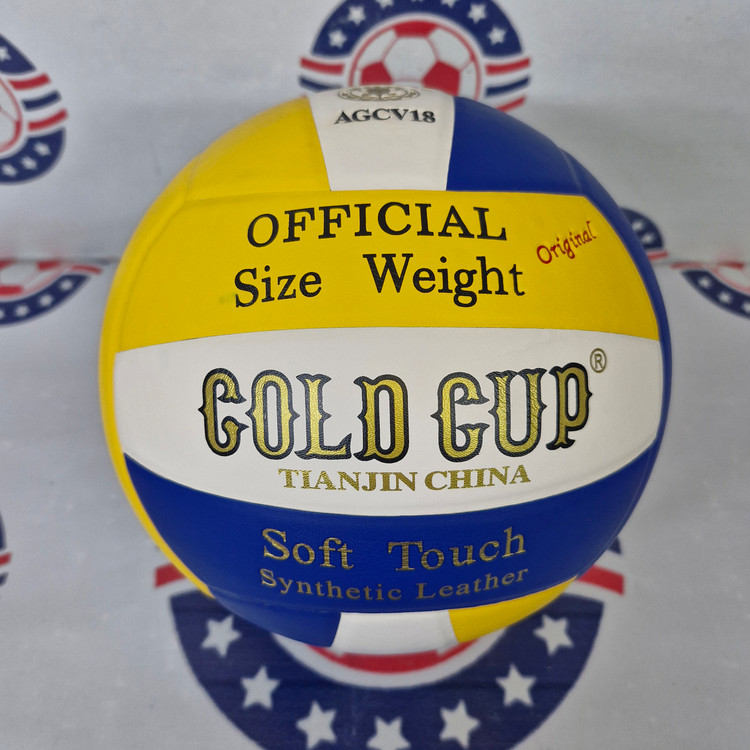 AGCV18
OFFICIAL
Size Weight
Original
GOLD CUP®
TIANJIN CHINA
Soft Touch
Synthetic Leather